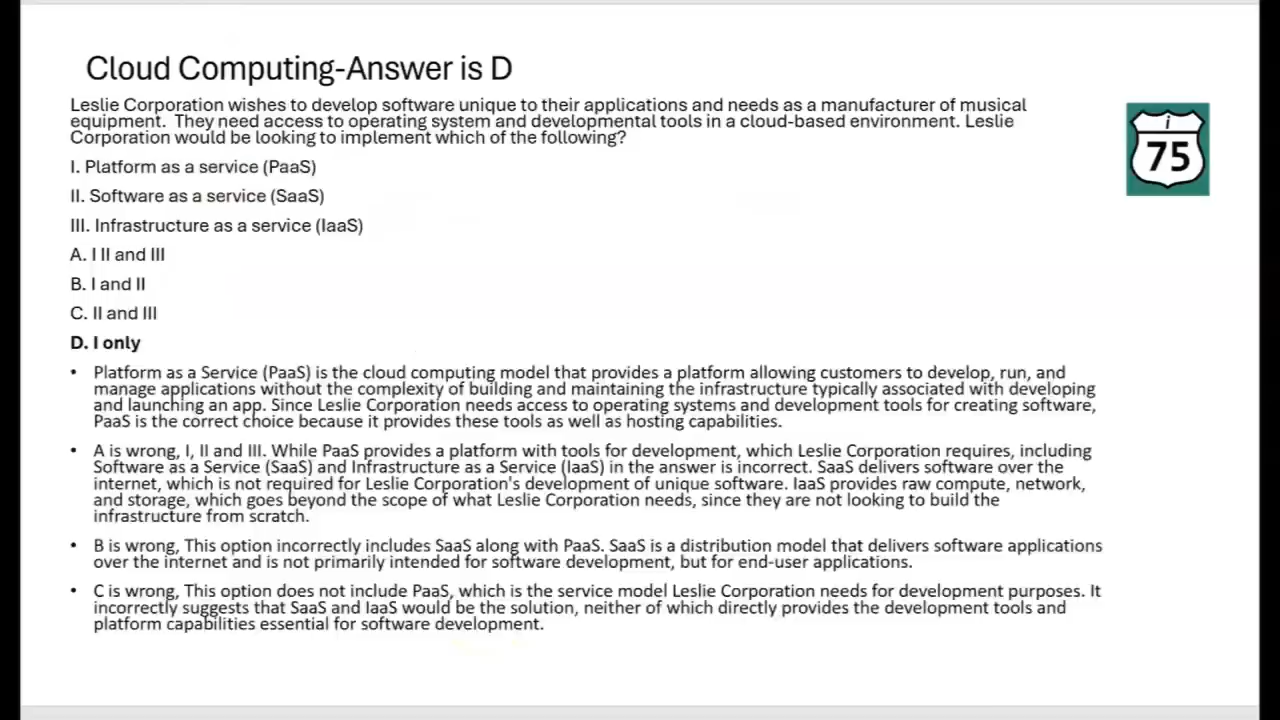 Cloud Computing-Answer is D
Leslie Corporation wishes to develop software unique to their applications and needs as a manufacturer of musical
equipment.  They need access to operating system and developmental tools in a cloud-based environment. Leslie
Corporation would be looking to implement which of the following?
i
75
I. Platform as a service (PaaS)
II. Software as a service (SaaS)
III. Infrastructure as a service (IaaS)
A. I II and III
B. I and II
C. II and III
D. I only
• Platform as a Service (PaaS) is the cloud computing model that provides a platform allowing customers to develop, run, and
manage applications without the complexity of building and maintaining the infrastructure typically associated with developing
and launching an app. Since Leslie Corporation needs access to operating systems and development tools for creating software,
PaaS is the correct choice because it provides these tools as well as hosting capabilities.
• A is wrong, I, II and III. While PaaS provides a platform with tools for development, which Leslie Corporation requires, including
Software as a Service (SaaS) and Infrastructure as a Service (IaaS) in the answer is incorrect. SaaS delivers software over the
internet, which is not required for Leslie Corporation's development of unique software. IaaS provides raw compute, network,
and storage, which goes beyond the scope of what Leslie Corporation needs, since they are not looking to build the
infrastructure from scratch.
• B is wrong, This option incorrectly includes SaaS along with PaaS. SaaS is a distribution model that delivers software applications
over the internet and is not primarily intended for software development, but for end-user applications.
• C is wrong, This option does not include PaaS, which is the service model Leslie Corporation needs for development purposes. It
incorrectly suggests that SaaS and IaaS would be the solution, neither of which directly provides the development tools and
platform capabilities essential for software development.